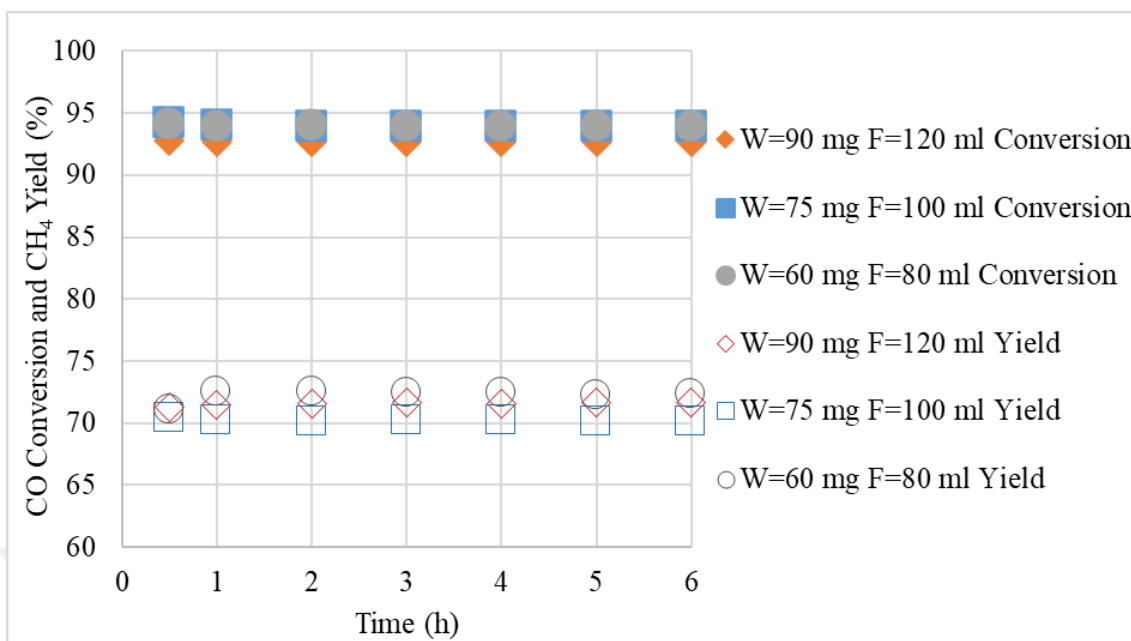 CO Conversion and CH₄ Yield (%)
100
95
90
85
80
75
70
65
60
0 1 2 3 4 5 6
Time (h)
W=90 mg F=120 ml Conversion
W=75 mg F=100 ml Conversion
W=60 mg F=80 ml Conversion
W=90 mg F=120 ml Yield
W=75 mg F=100 ml Yield
W=60 mg F=80 ml Yield